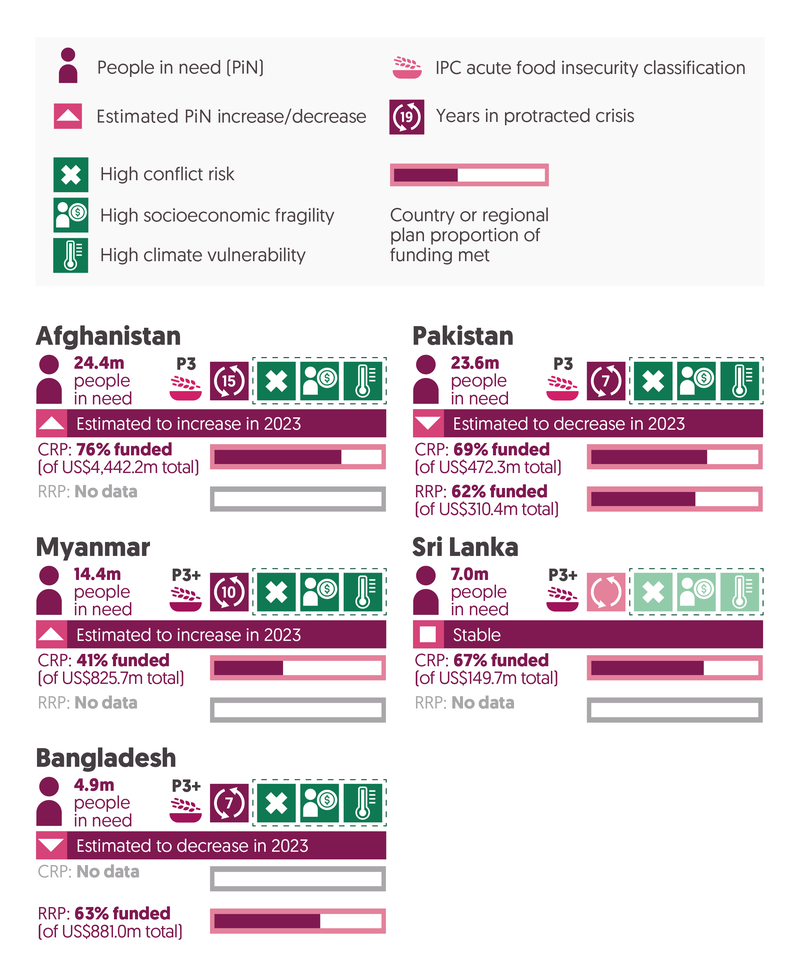 People in need (PiN)
IPC acute food insecurity classification
Estimated PiN increase/decrease
19
Years in protracted crisis
High conflict risk
$
High socioeconomic fragility
High climate vulnerability
Country or regional
plan proportion of
funding met
Afghanistan
24.4m
people
in need
P3
15
$
Estimated to increase in 2023
CRP: 76% funded
(of US$4,442.2m total)
RRP: No data
Pakistan
23.6m
people
in need
P3
7
$
Estimated to decrease in 2023
CRP: 69% funded
(of US$472.3m total)
RRP: 62% funded
(of US$310.4m total)
Myanmar
14.4m
people
in need
P3+
10
$
Estimated to increase in 2023
CRP: 41% funded
(of US$825.7m total)
RRP: No data
Sri Lanka
7.0m
people
in need
P3+
$
Stable
CRP: 67% funded
(of US$149.7m total)
RRP: No data
Bangladesh
4.9m
people
in need
P3+
7
$
Estimated to decrease in 2023
CRP: No data
RRP: 63% funded
(of US$881.0m total)